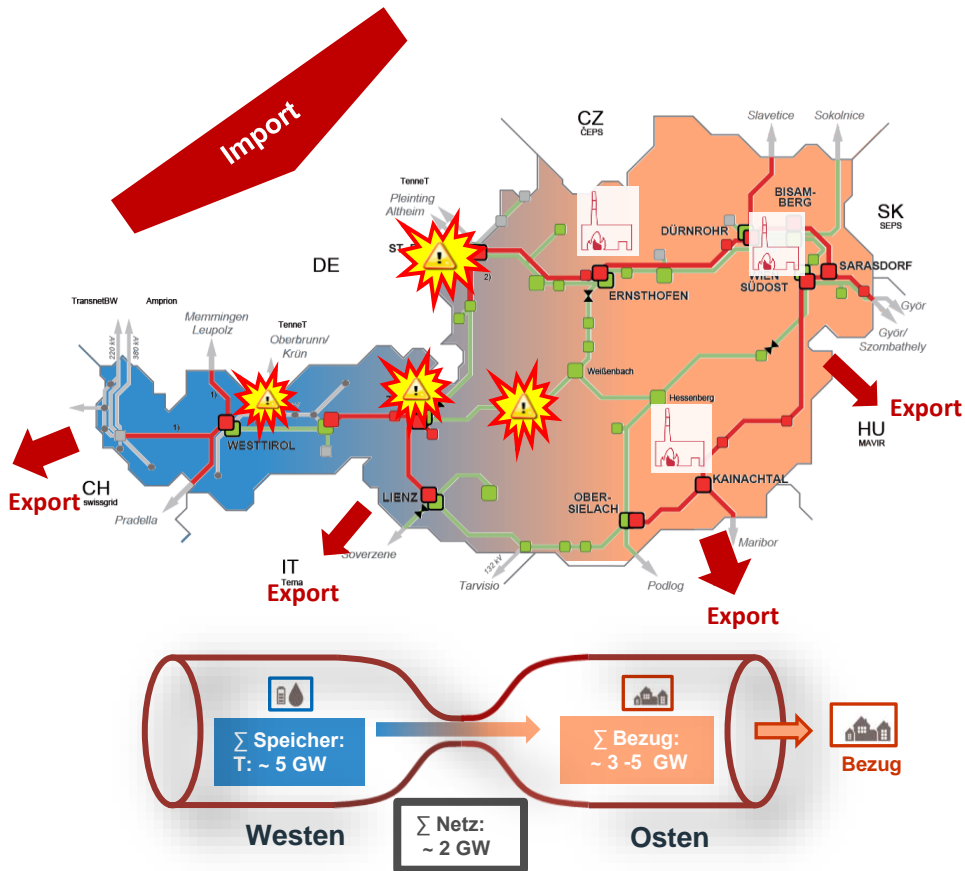 Import
CZ
ČEPS
Slavetice
Sokolnice
TenneT
Pleinting
Altheim
BISAM-
BERG
SK
SEPS
DÜRNROHR
DE
ST.
2)
WIEN
SÜDOST
SARASDORF
ERNSTHOFEN
TransnetBW
Amprion
Memmingen
Leupolz
TenneT
Oberbrunn/
Krün
Györ
Györ/
Szombathely
220 kV
380 kV
Weißenbach
1)
Hessenberg
Export
1)
WESTTIROL
HU
MAVIR
Export
CH
swissgrid
KAINACHTAL
LIENZ
OBER-
SIELACH
Pradella
Soverzene
Maribor
IT
Terna
132 kV
Tarvisio
Podlog
Export
Export
∑ Speicher:
T: ~ 5 GW
∑ Bezug:
~ 3 -5 GW
Bezug
Westen
∑ Netz:
~ 2 GW
Osten